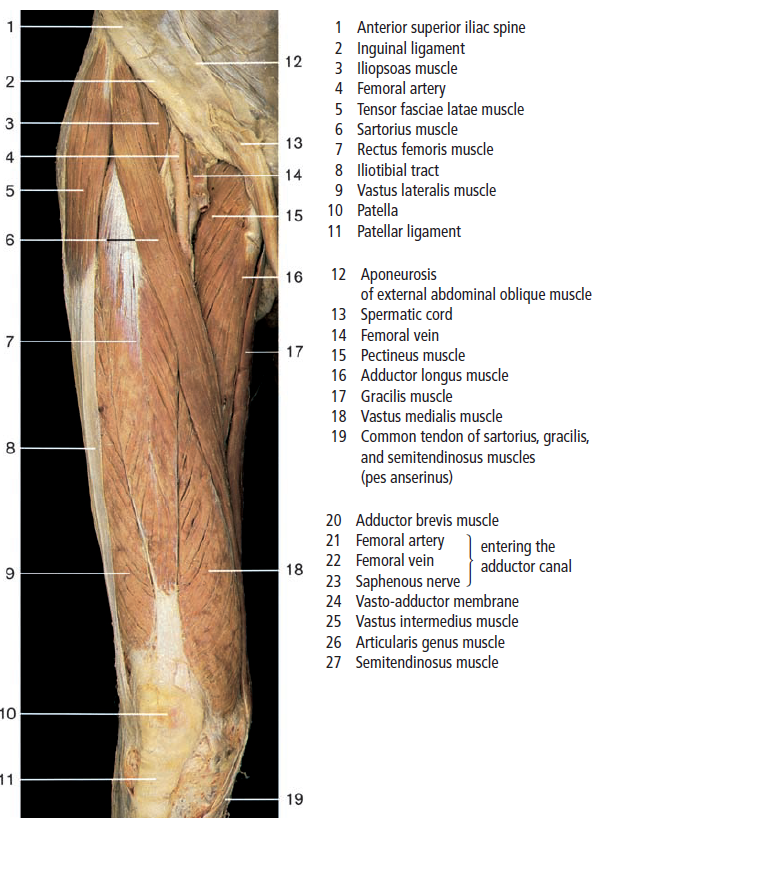 1
2
3
4
5
6
7
8
9
10
11
12
13
14
15
16
17
18
19
1 Anterior superior iliac spine
2 Inguinal ligament
3 Iliopsoas muscle
4 Femoral artery
5 Tensor fasciae latae muscle
6 Sartorius muscle
7 Rectus femoris muscle
8 Iliotibial tract
9 Vastus lateralis muscle
10 Patella
11 Patellar ligament
12 Aponeurosis
of external abdominal oblique muscle
13 Spermatic cord
14 Femoral vein
15 Pectineus muscle
16 Adductor longus muscle
17 Gracilis muscle
18 Vastus medialis muscle
19 Common tendon of sartorius, gracilis,
and semitendinosus muscles
(pes anserinus)
20 Adductor brevis muscle
21 Femoral artery
22 Femoral vein
23 Saphenous nerve
entering the
adductor canal
24 Vasto-adductor membrane
25 Vastus intermedius muscle
26 Articularis genus muscle
27 Semitendinosus muscle